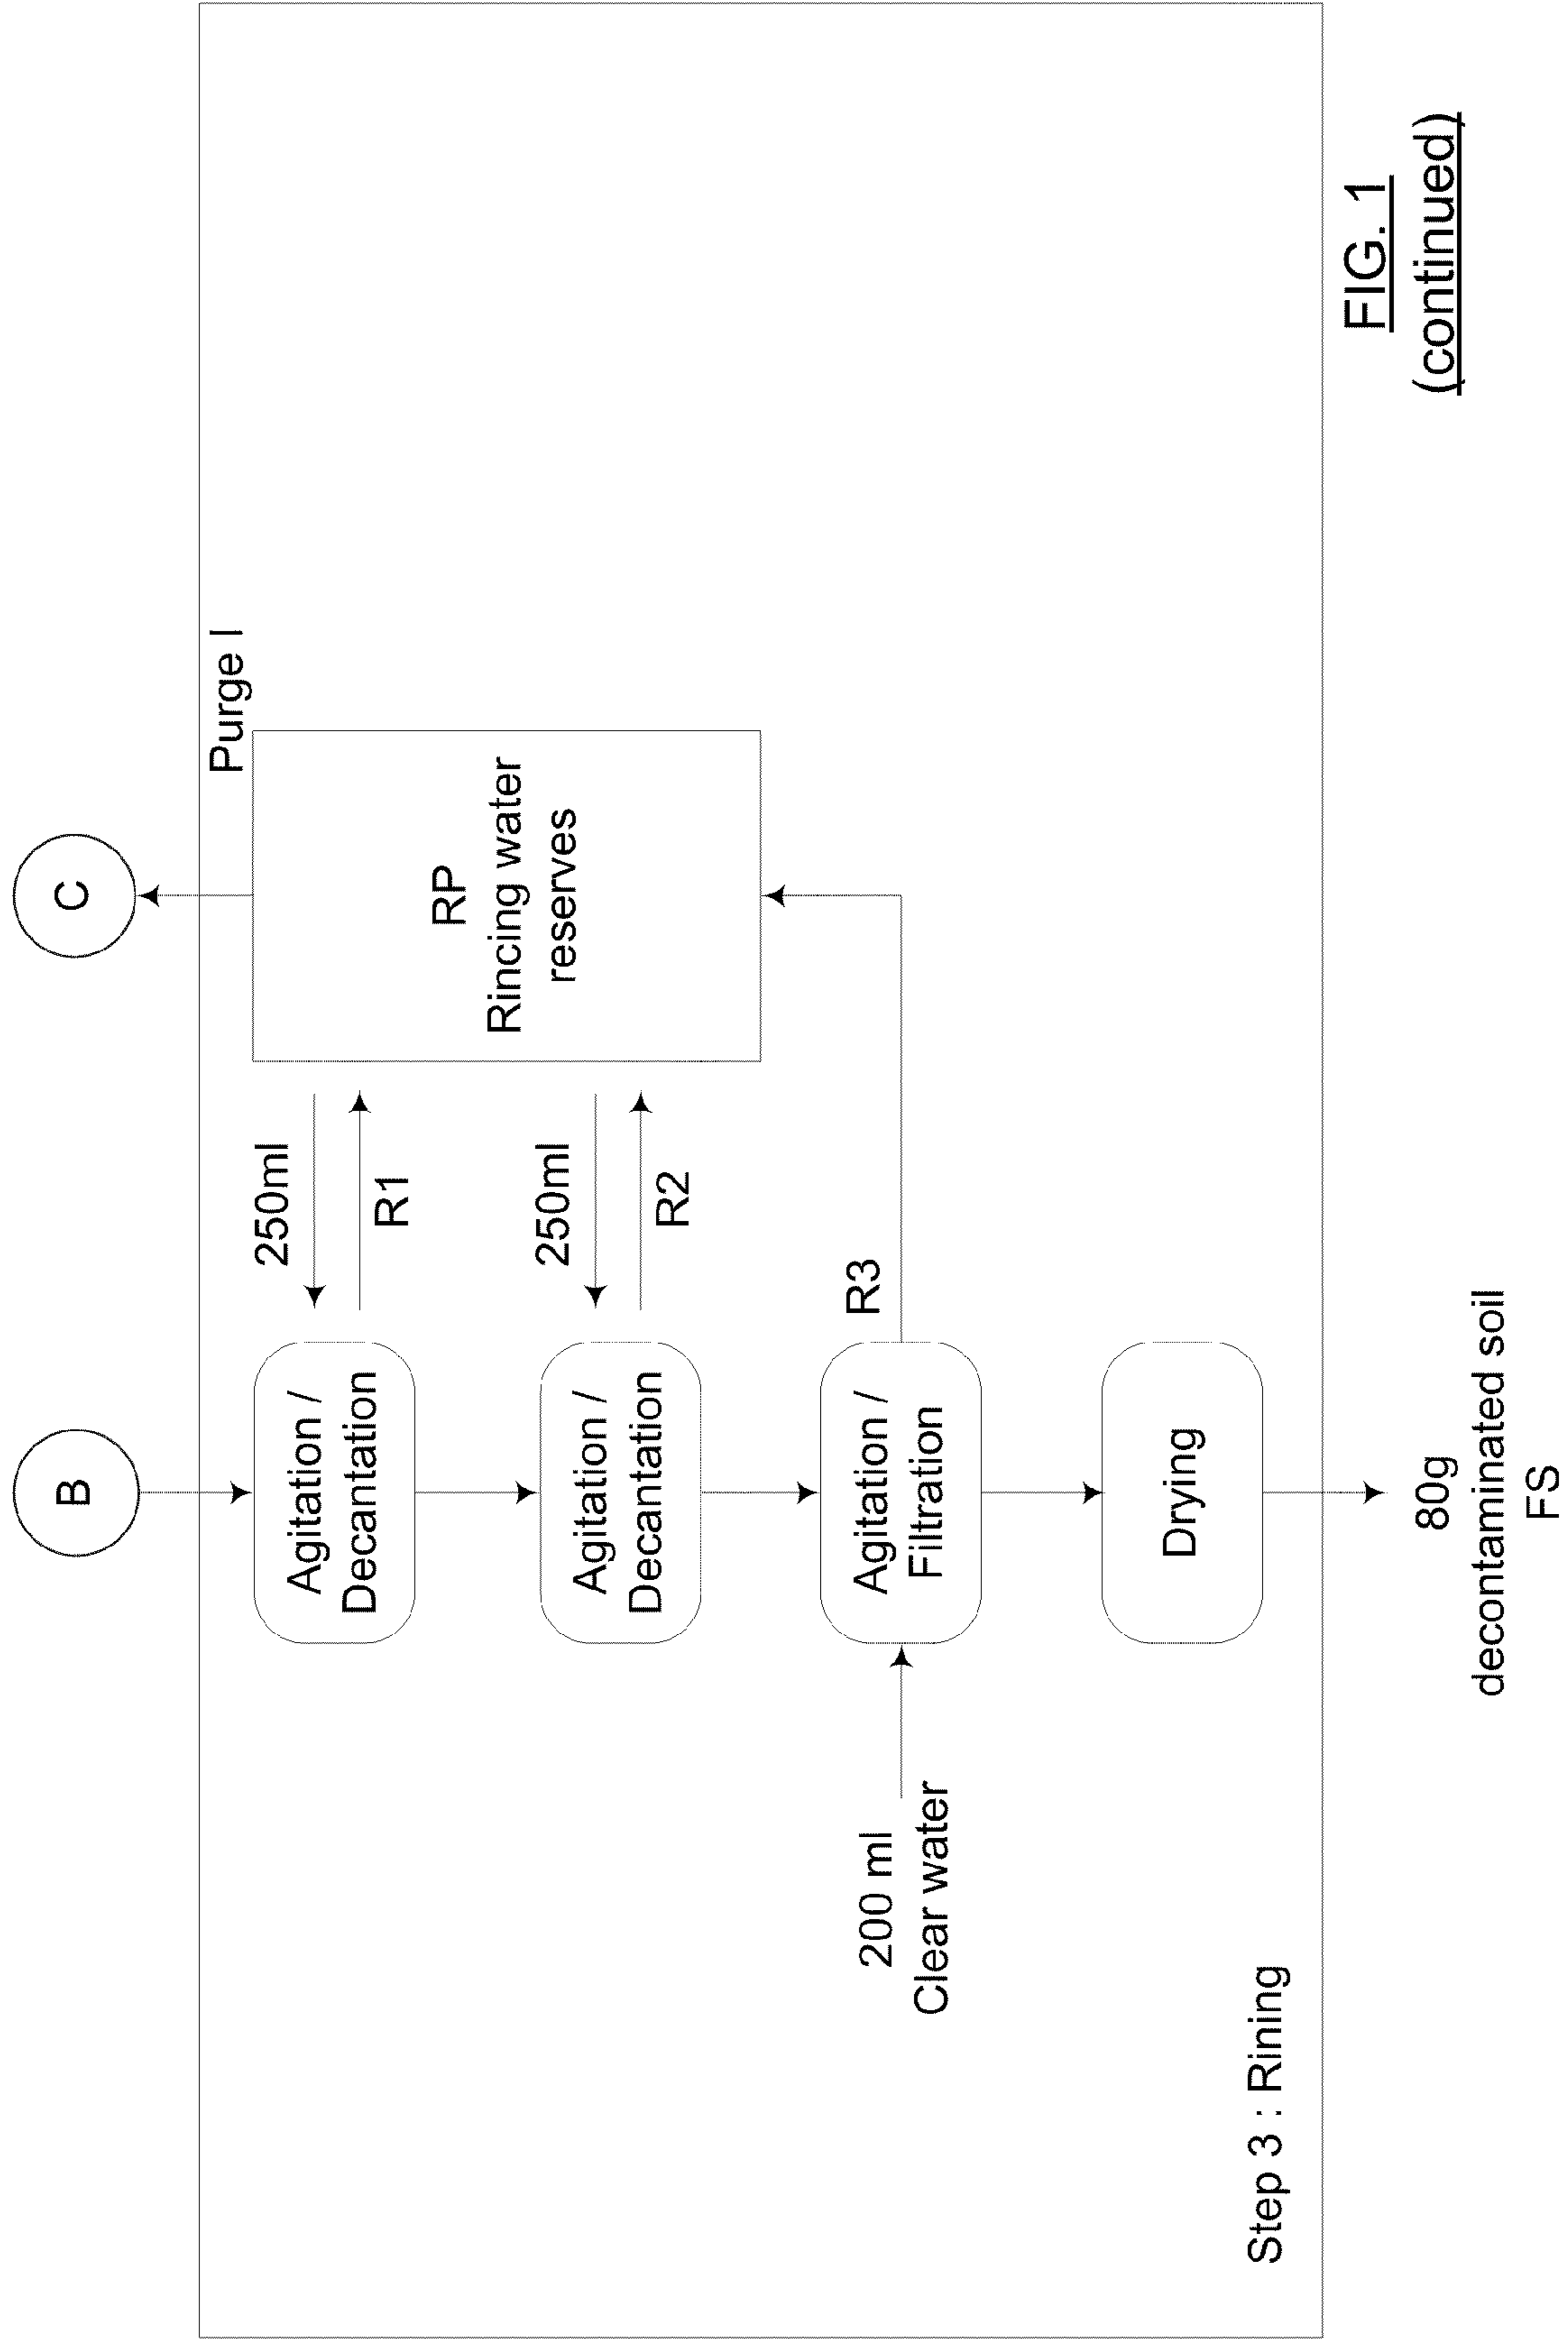 B
C
Purge I
Agitation /
Decantation
250ml
R1
RP
Rincing water
reserves
Agitation /
Decantation
250ml
R2
200 ml
Clear water
Agitation /
Filtration
R3
Drying
Step 3 : Rining
80g
decontaminated soil
FS
FIG. 1
(continued)